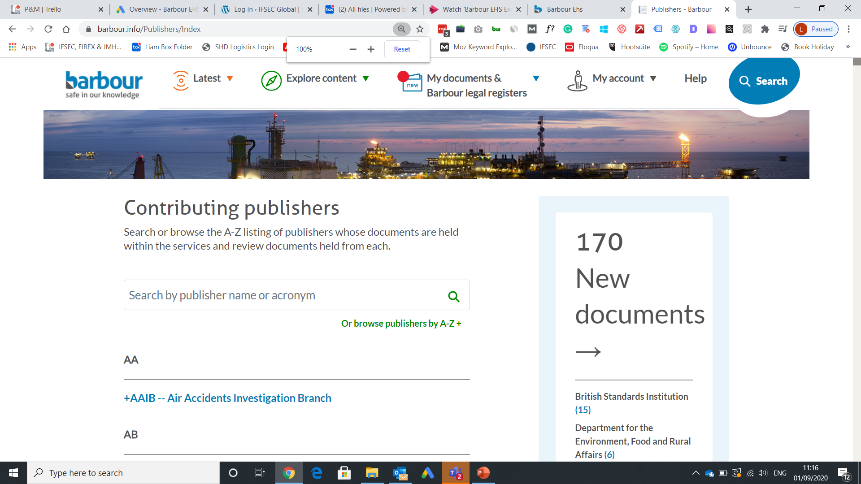 P&M | Trello
Overview - Barbour EHS
Log In ‹ IFSEC Global |
(2) All files | Powered b
Watch 'Barbour EHS Ex
Barbour Ehs
Publishers - Barbour
barbour.info/Publishers/Index
Paused
Apps
IFSEC, FIREX & IMH...
Liam Box Folder
SHD Logistics Login
Moz Keyword Explo...
IFSEC
Eloqua
Hootsuite
Spotify – Home
Unbounce
Book Holiday
100%
Reset
barbour
safe in our knowledge
Latest
Explore content
new
My documents &
Barbour legal registers
My account
Help
Search
Contributing publishers
Search or browse the A-Z listing of publishers whose documents are held
within the services and review documents held from each.
Search by publisher name or acronym
Or browse publishers by A-Z +
AA
+AAIB -- Air Accidents Investigation Branch
AB
170
New
documents
→
British Standards Institution
(15)
Department for the
Environment, Food and Rural
Affairs (6)
Type here to search
ENG
11:16
01/09/2020
12